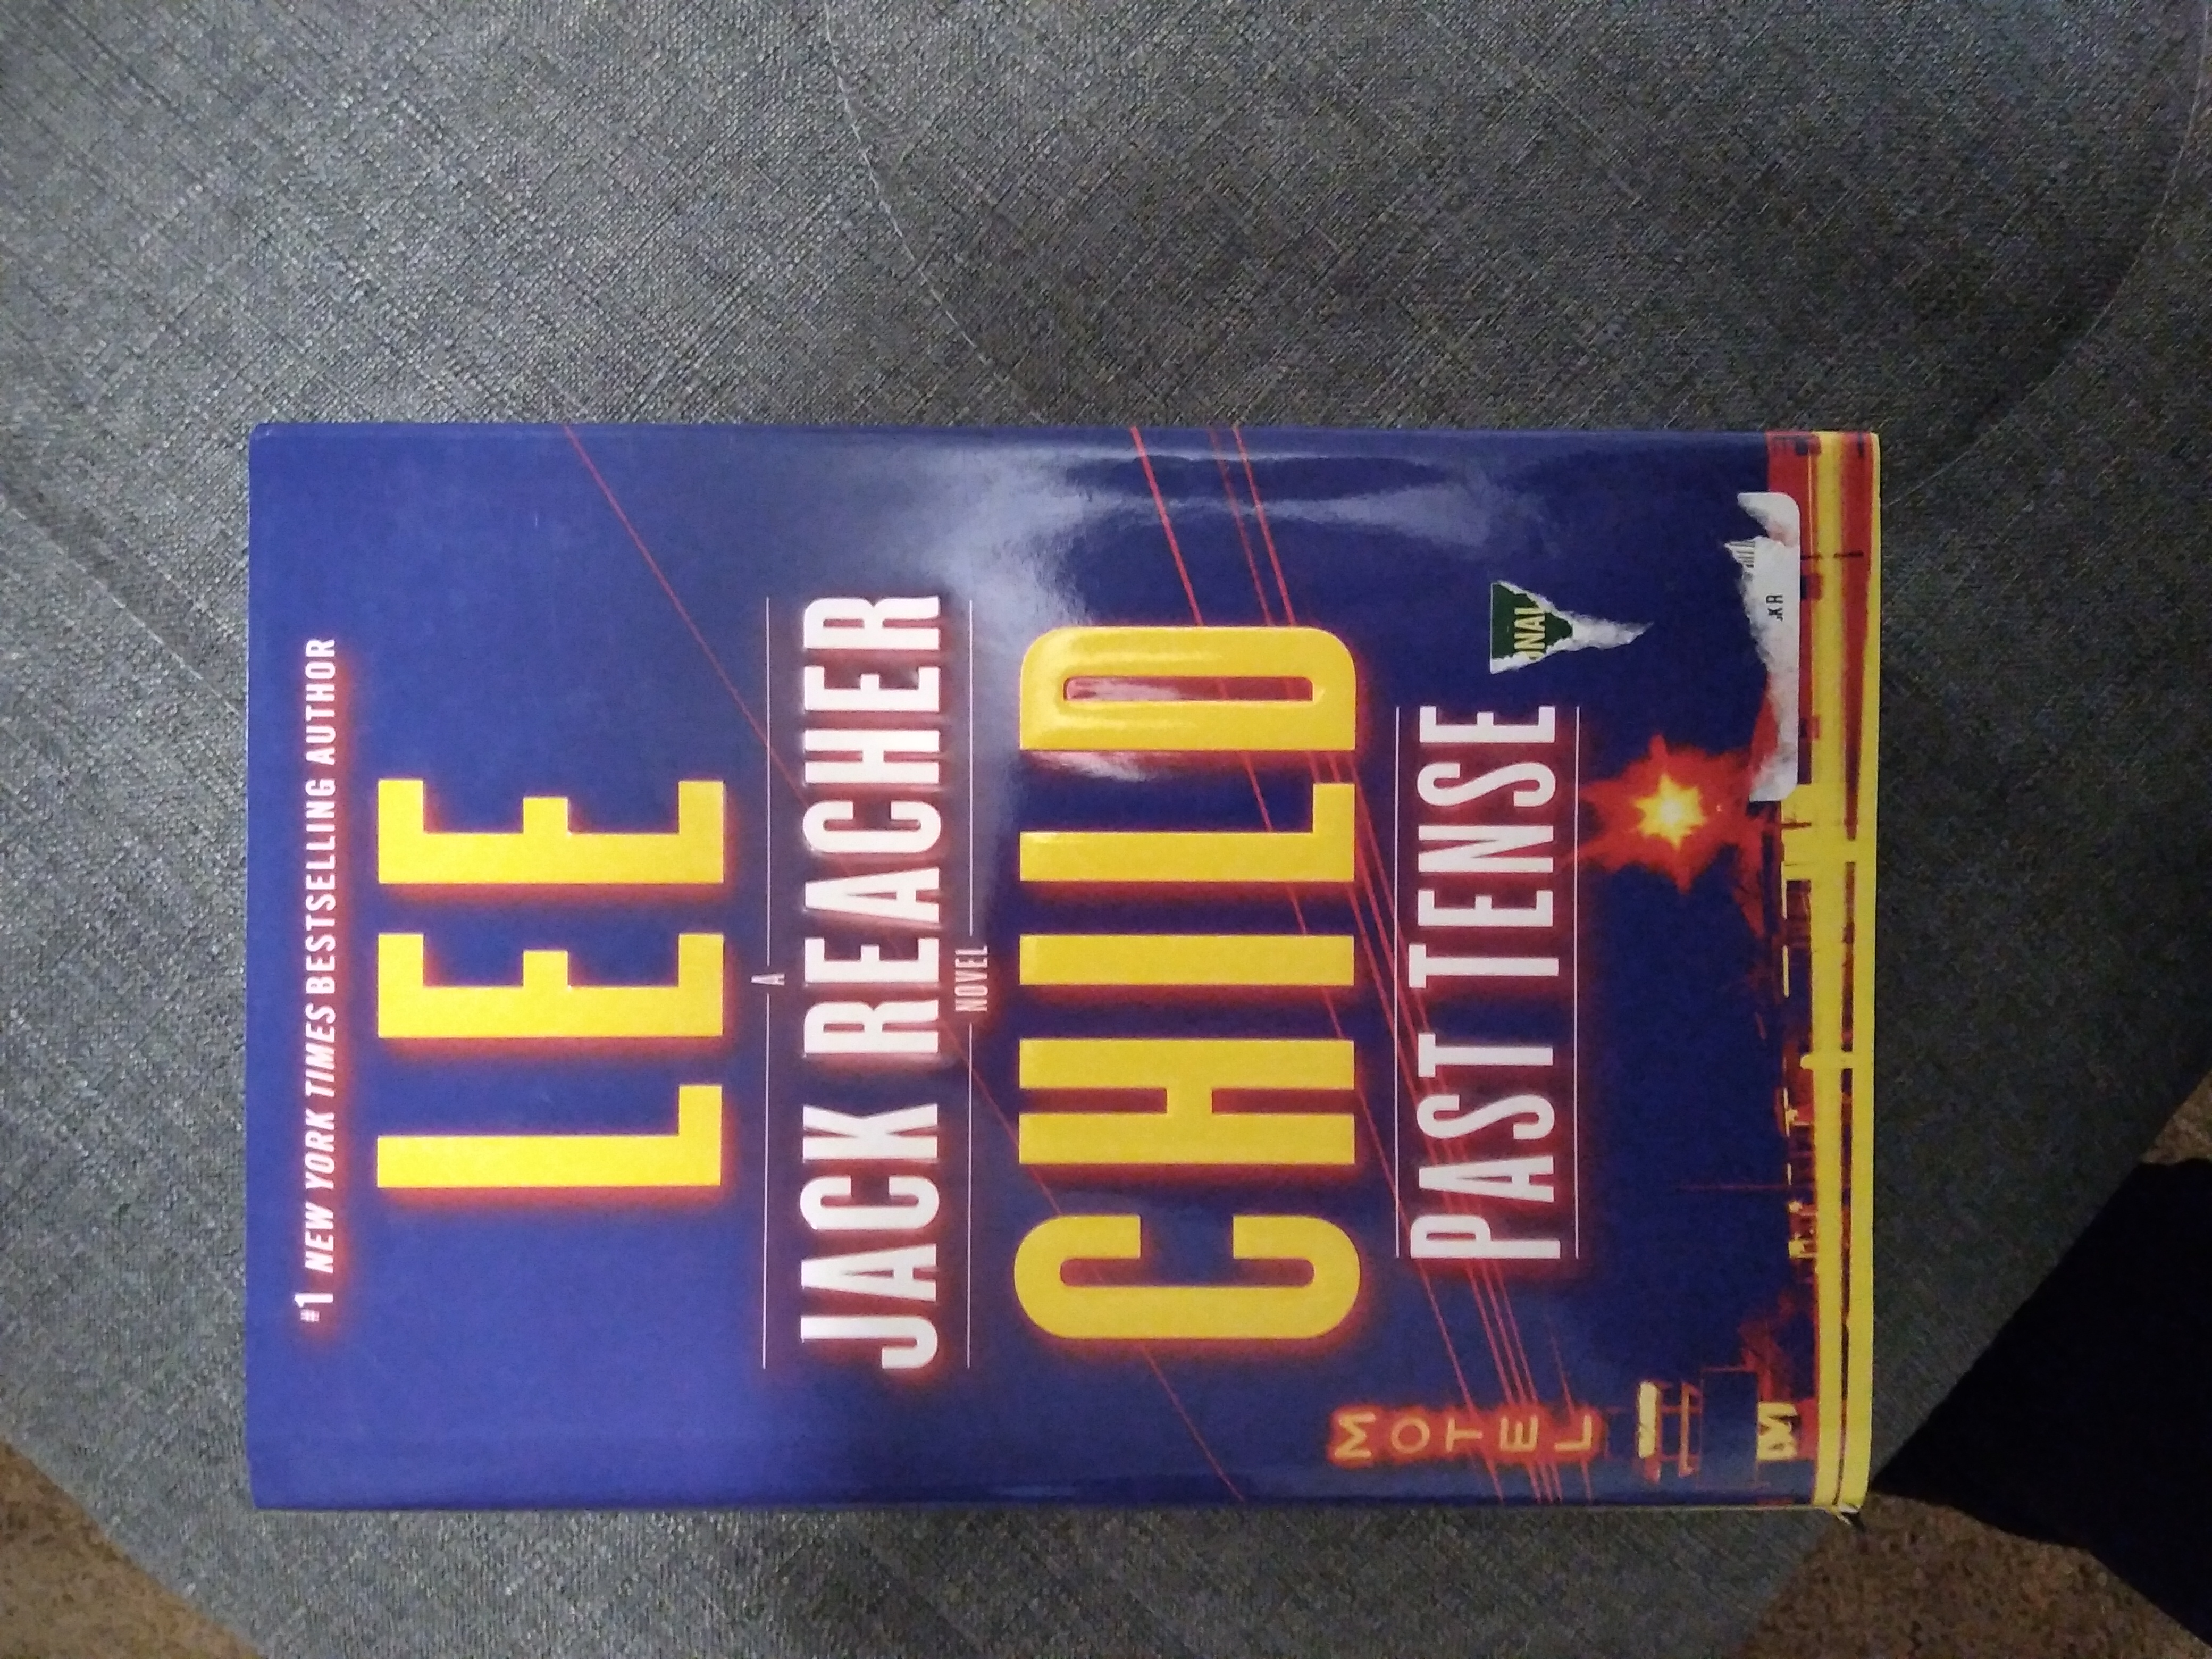 #1 NEW YORK TIMES BESTSELLING AUTHOR
LEE
A
JACK REACHER
NOVEL
CHILD
PAST TENSE
MOTEL